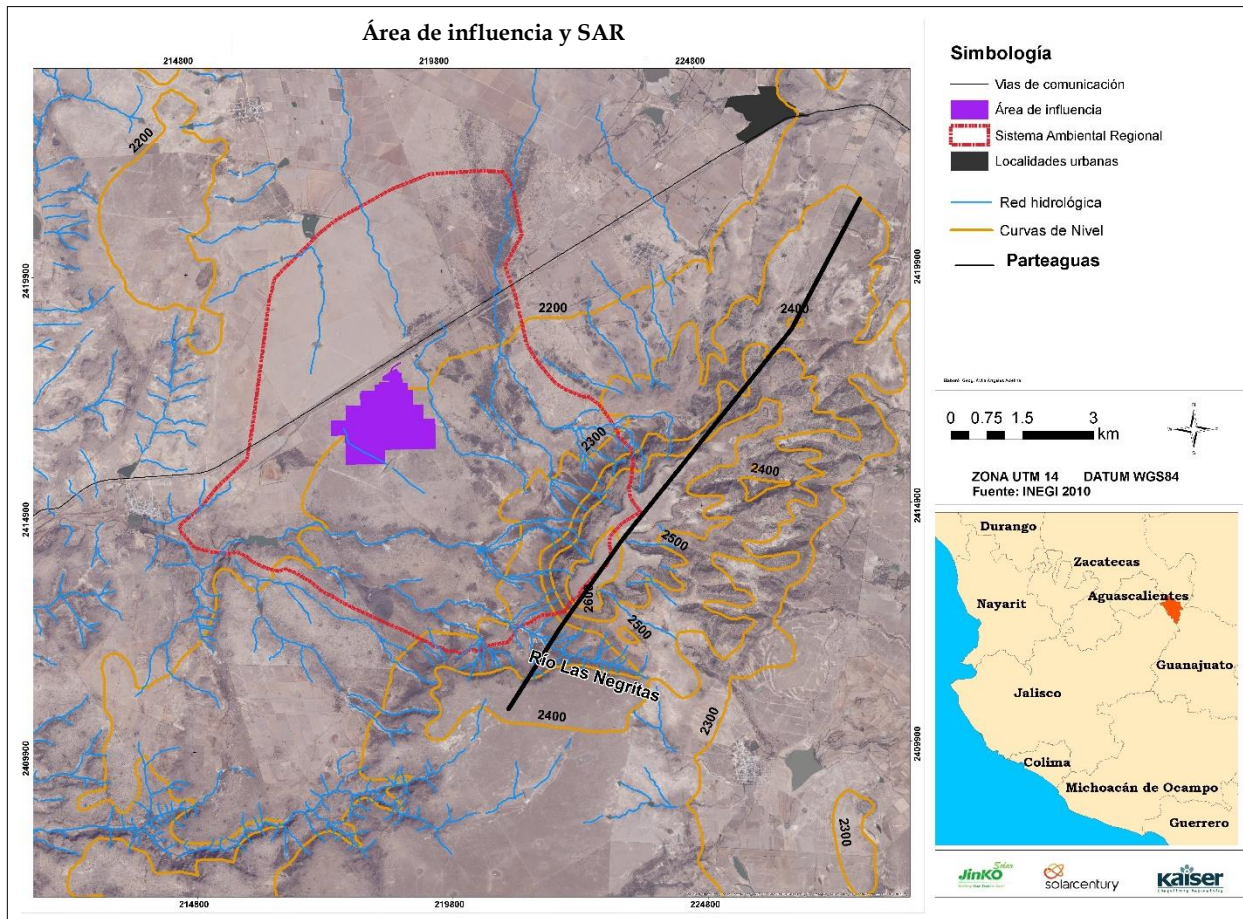 Área de influencia y SAR
214800
219800
224800
2419900
2414900
2409900
2419900
2414900
2409900
214800
219800
224800
2200
2200
2400
2300
2400
2500
2600
2500
Río Las Negritas
2400
2300
2300
Simbología
Vias de comunicación
Área de influencia
Sistema Ambiental Regional
Localidades urbanas
Red hidrológica
Curvas de Nivel
Parteaguas
0 0.75 1.5 3
km
N
S
ZONA UTM 14 DATUM WGS84
Fuente: INEGI 2010
Durango
Zacatecas
Aguascalientes
Nayarit
Guanajuato
Jalisco
Colima
Michoacán de Ocampo
Guerrero
JinKO Solar
solarcentury
KAISER